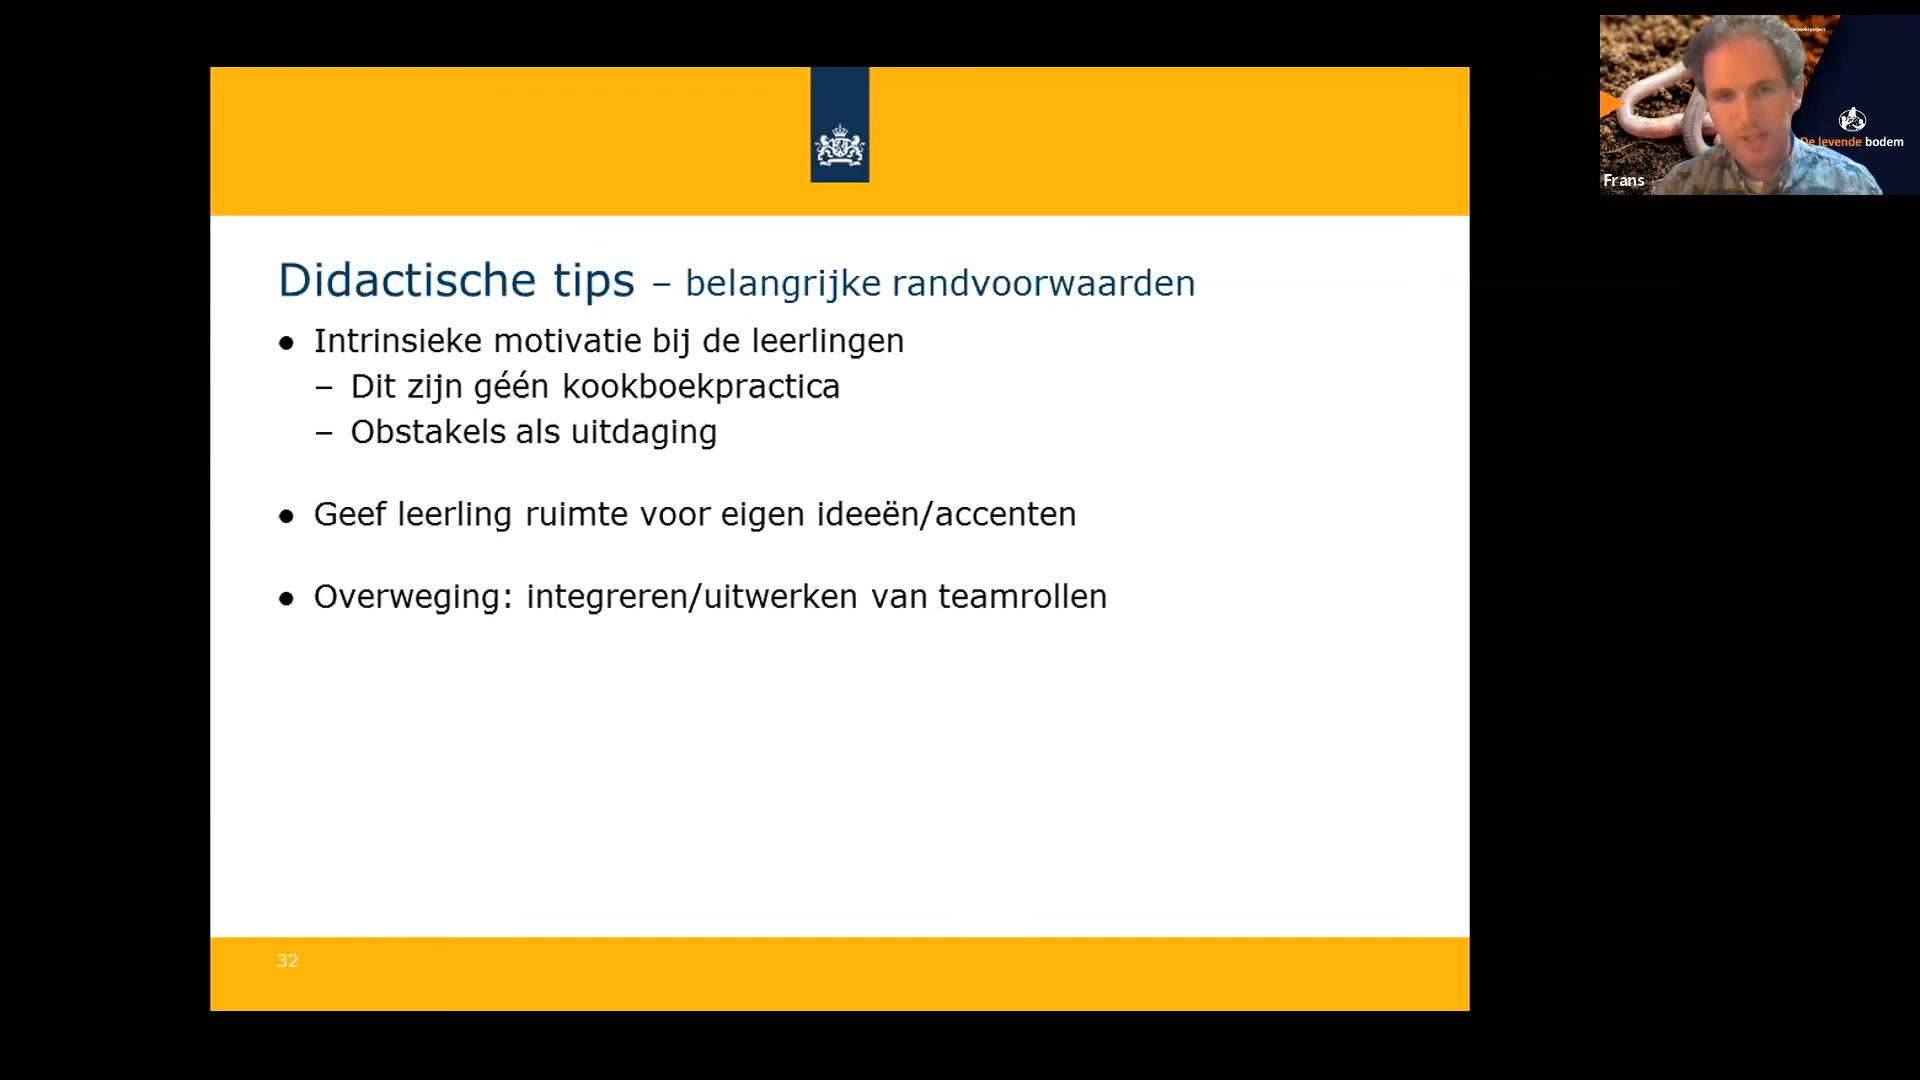 Didactische tips – belangrijke randvoorwaarden
● Intrinsieke motivatie bij de leerlingen
– Dit zijn géén kookboekpractica
– Obstakels als uitdaging
● Geef leerling ruimte voor eigen ideeën/accenten
● Overweging: integreren/uitwerken van teamrollen
32
De levende bodem
Frans